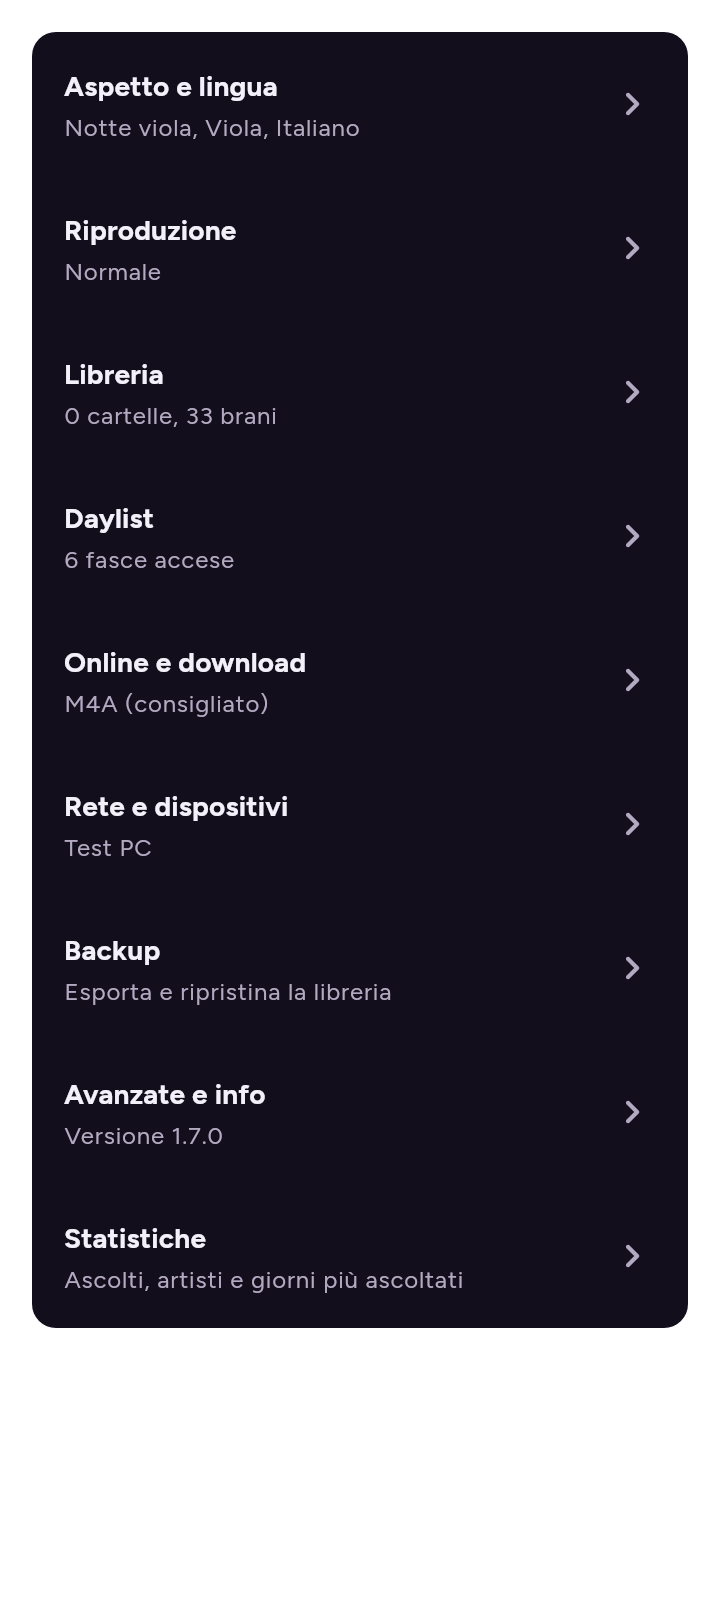 Aspetto e lingua
Notte viola, Viola, Italiano
Riproduzione
Normale
Libreria
0 cartelle, 33 brani
Daylist
6 fasce accese
Online e download
M4A (consigliato)
Rete e dispositivi
Test PC
Backup
Esporta e ripristina la libreria
Avanzate e info
Versione 1.7.0
Statistiche
Ascolti, artisti e giorni più ascoltati